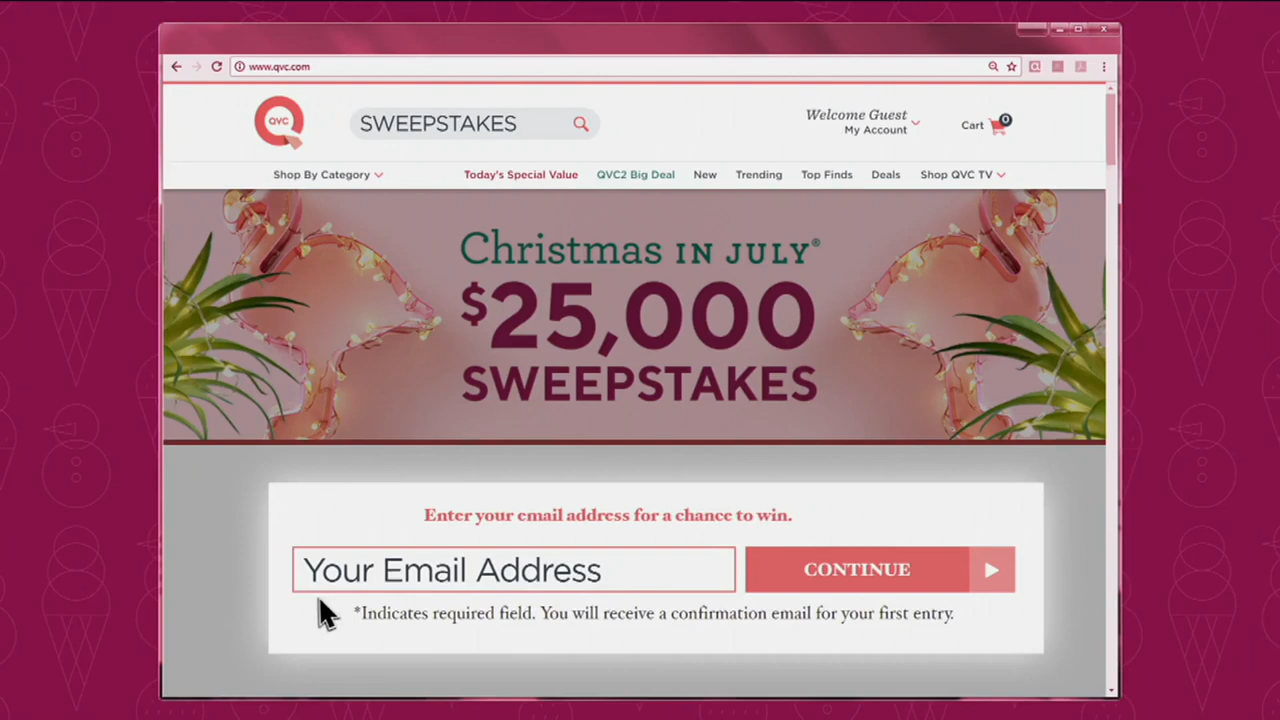 www.qvc.com
QVC
SWEEPSTAKES
Welcome Guest
My Account
Cart 0
Shop By Category
Today's Special Value
QVC2 Big Deal
New
Trending
Top Finds
Deals
Shop QVC TV
Christmas IN JULY®
$25,000
SWEEPSTAKES
Enter your email address for a chance to win.
Your Email Address
CONTINUE
*Indicates required field. You will receive a confirmation email for your first entry.